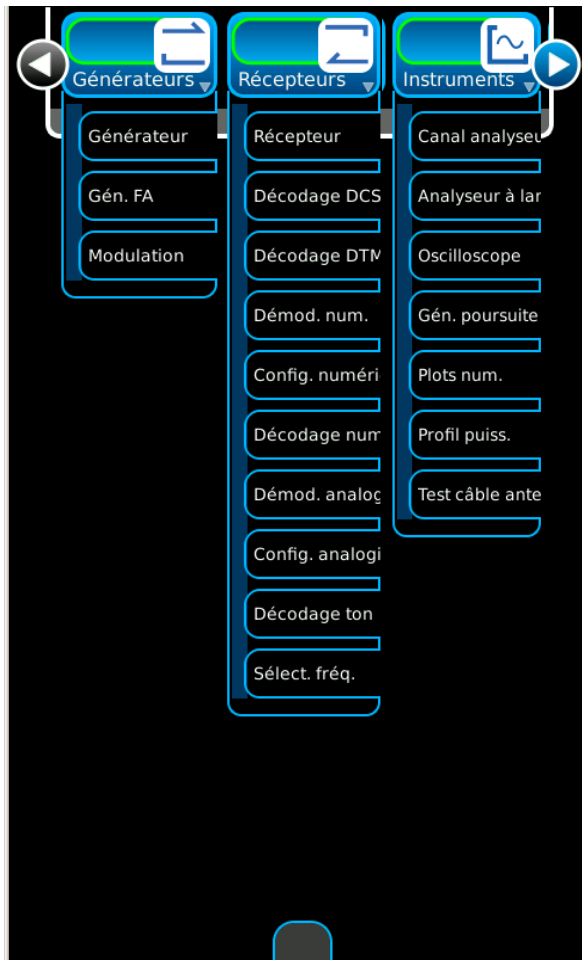 Générateurs
Générateur
Gén. FA
Modulation
Récepteurs
Récepteur
Décodage DCS
Décodage DTM
Démod. num.
Config. numéri
Décodage num
Démod. analog
Config. analogi
Décodage ton
Sélect. fréq.
Instruments
Canal analyseu
Analyseur à lar
Oscilloscope
Gén. poursuite
Plots num.
Profil puiss.
Test câble ante